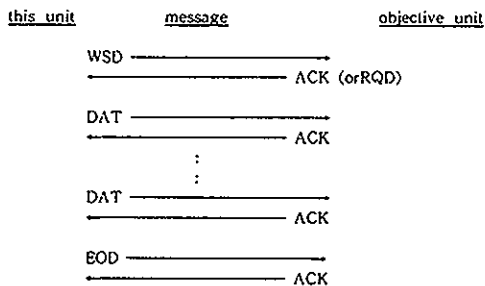 this unit message objective unit
WSD
ACK (orRQD)
DAT
ACK
:
:
DAT
ACK
EOD
ACK